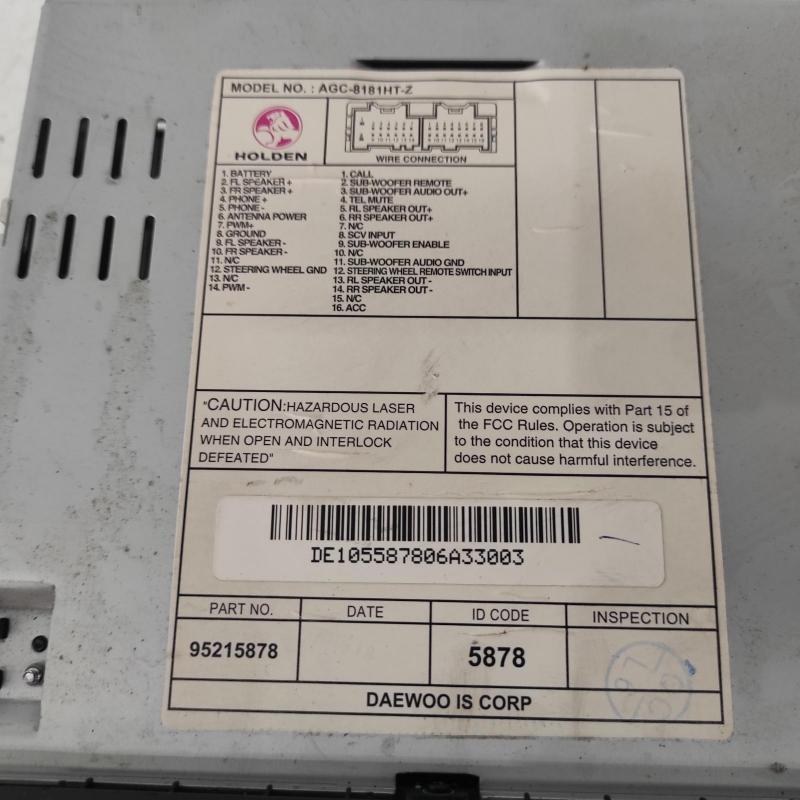 MODEL NO. : AGC-8181HT-Z
HOLDEN
WIRE CONNECTION
1. BATTERY
2. FL SPEAKER +
3. FR SPEAKER +
4. PHONE +
5. PHONE -
6. ANTENNA POWER
7. PWM+
8. GROUND
9. FL SPEAKER -
10. FR SPEAKER -
11. N/C
12. STEERING WHEEL GND
13. N/C
14. PWM -
1. CALL
2. SUB-WOOFER REMOTE
3. SUB-WOOFER AUDIO OUT+
4. TEL MUTE
5. RL SPEAKER OUT+
6. RR SPEAKER OUT+
7. N/C
8. SCV INPUT
9. SUB-WOOFER ENABLE
10. N/C
11. SUB-WOOFER AUDIO GND
12. STEERING WHEEL REMOTE SWITCH INPUT
13. RL SPEAKER OUT -
14. RR SPEAKER OUT -
15. N/C
16. ACC
"CAUTION:HAZARDOUS LASER
AND ELECTROMAGNETIC RADIATION
WHEN OPEN AND INTERLOCK
DEFEATED"
This device complies with Part 15 of
the FCC Rules. Operation is subject
to the condition that this device
does not cause harmful interference.
DE105587806A33003
PART NO. DATE ID CODE INSPECTION
95215878 5878
DAEWOO IS CORP